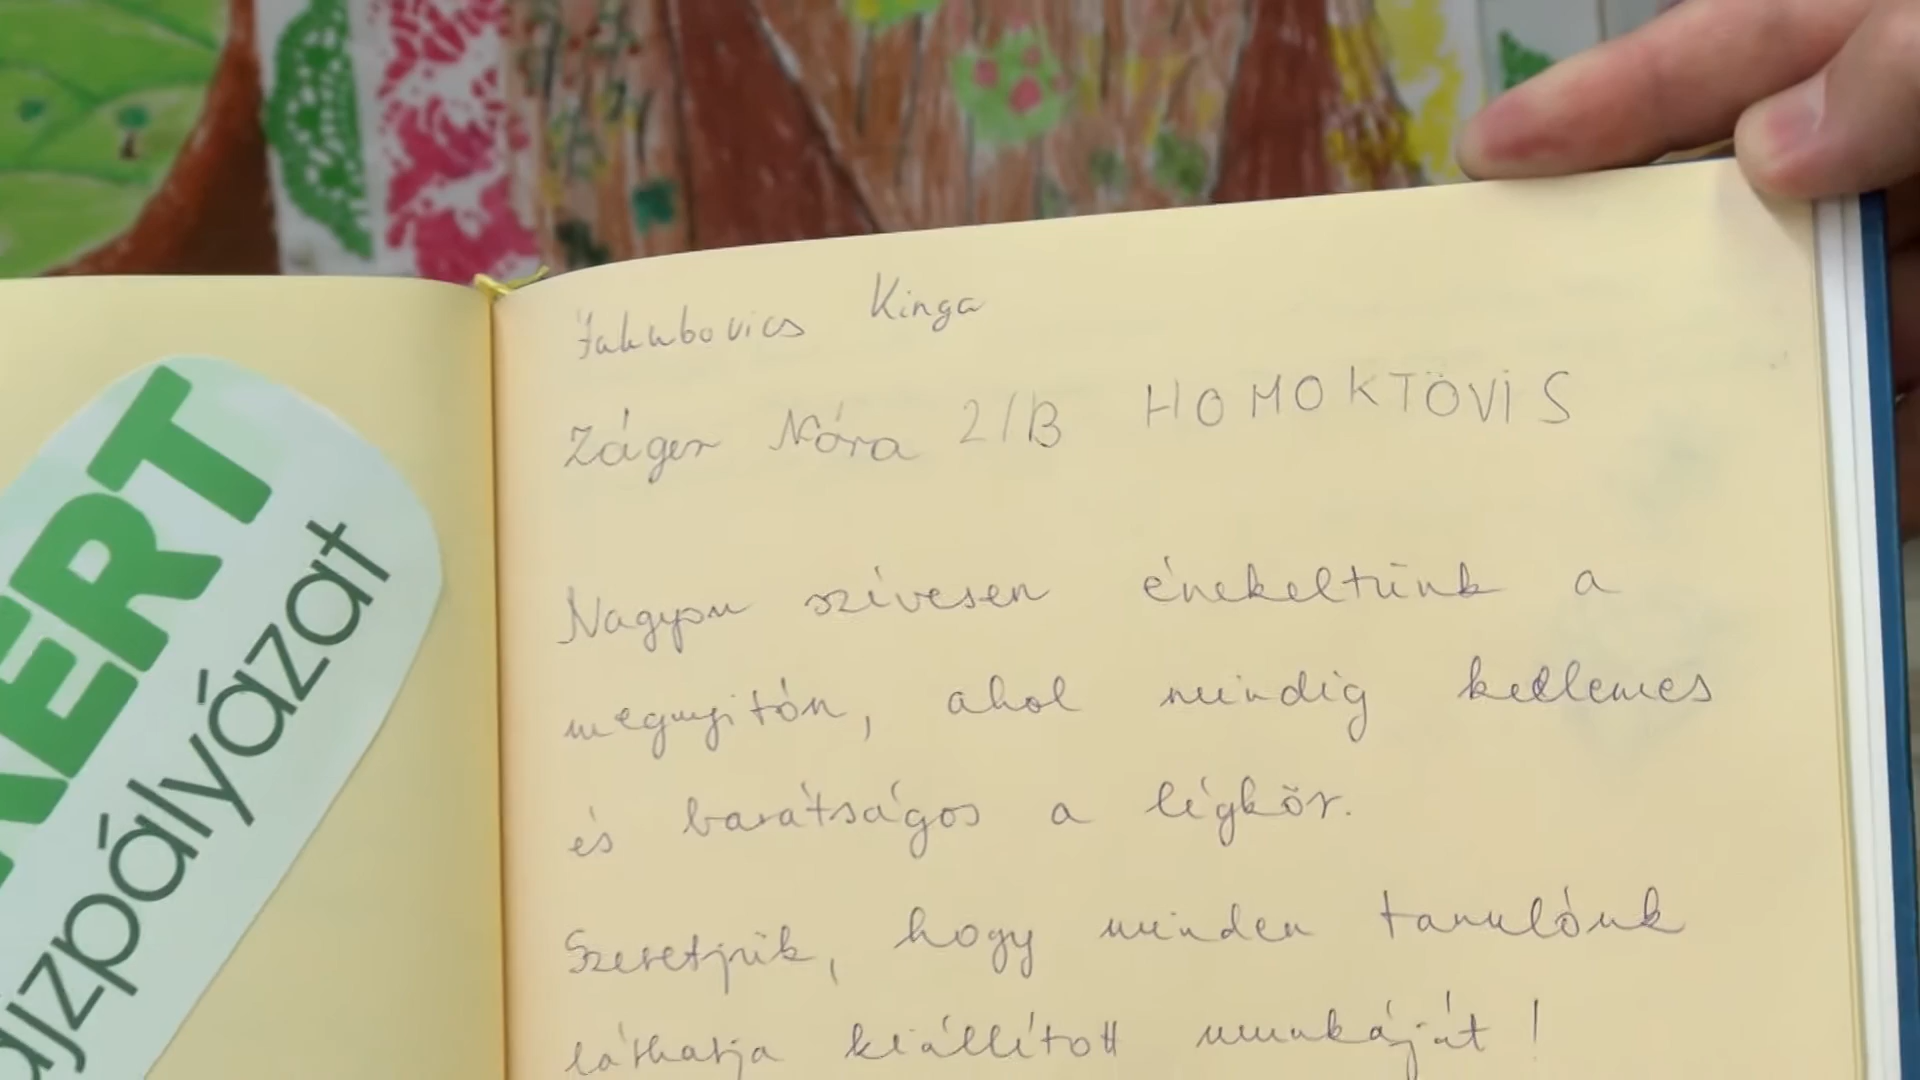 KERT
ajzpályázat
Jakubovics Kinga
Záger Nóra 2/B HOMOKTÖVIS
Nagyon szívesen énekeltünk a
megnyitón, ahol mindig kellemes
és barátságos a légkör.
Szeretjük, hogy minden tanulónk
láthatja kiállított munkáját!